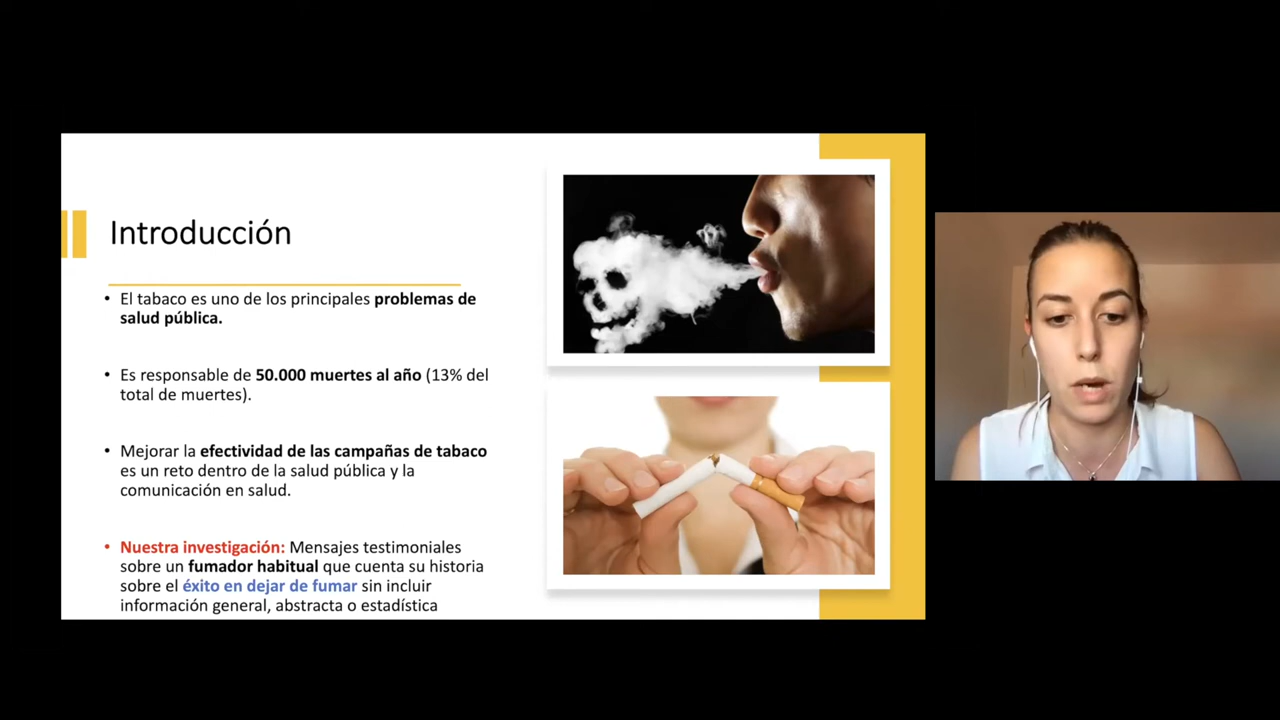 Introducción
• El tabaco es uno de los principales problemas de
salud pública.
• Es responsable de 50.000 muertes al año (13% del
total de muertes).
• Mejorar la efectividad de las campañas de tabaco
es un reto dentro de la salud pública y la
comunicación en salud.
• Nuestra investigación: Mensajes testimoniales
sobre un fumador habitual que cuenta su historia
sobre el éxito en dejar de fumar sin incluir
información general, abstracta o estadística